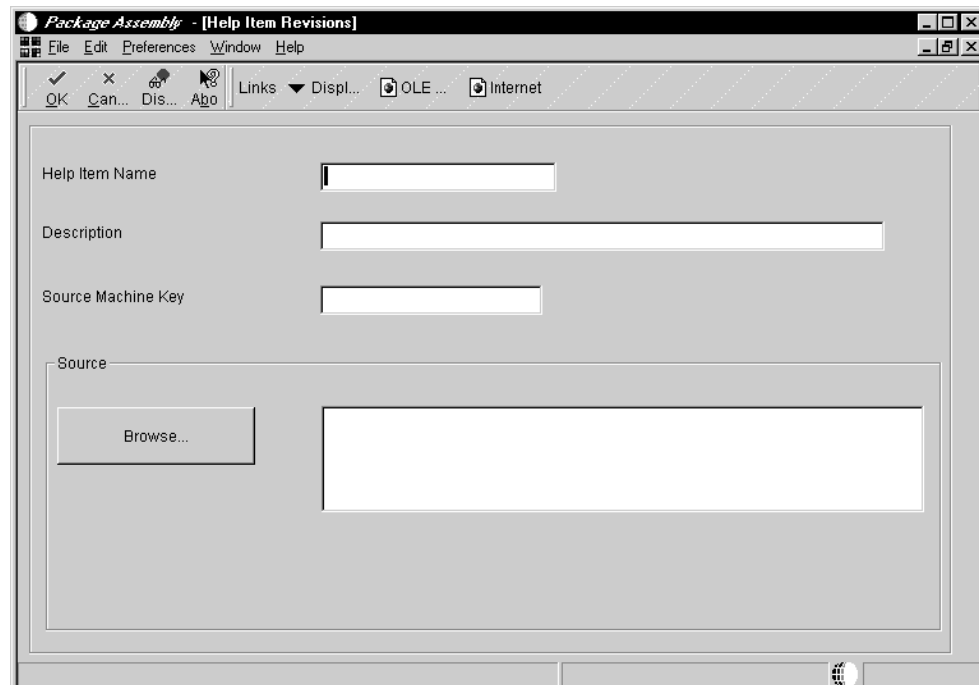 Package Assembly - [Help Item Revisions]
File Edit Preferences Window Help
OK Can... Dis... Abo Links Displ... OLE ... Internet
Help Item Name
Description
Source Machine Key
Source
Browse...